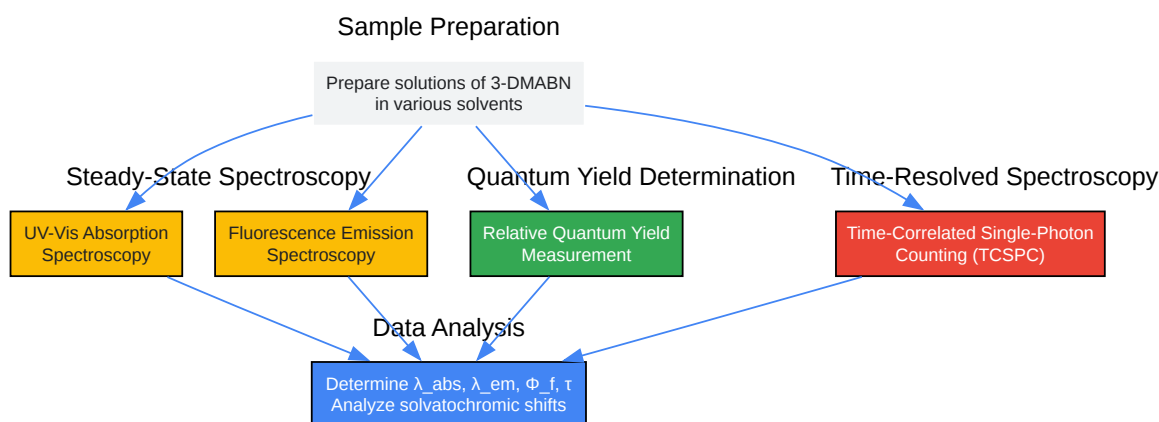 Sample Preparation
Prepare solutions of 3-DMABN
in various solvents
Steady-State Spectroscopy
Quantum Yield Determination
Time-Resolved Spectroscopy
UV-Vis Absorption
Spectroscopy
Fluorescence Emission
Spectroscopy
Relative Quantum Yield
Measurement
Time-Correlated Single-Photon
Counting (TCSPC)
Data Analysis
Determine λ_abs, λ_em, Φ_f, τ
Analyze solvatochromic shifts